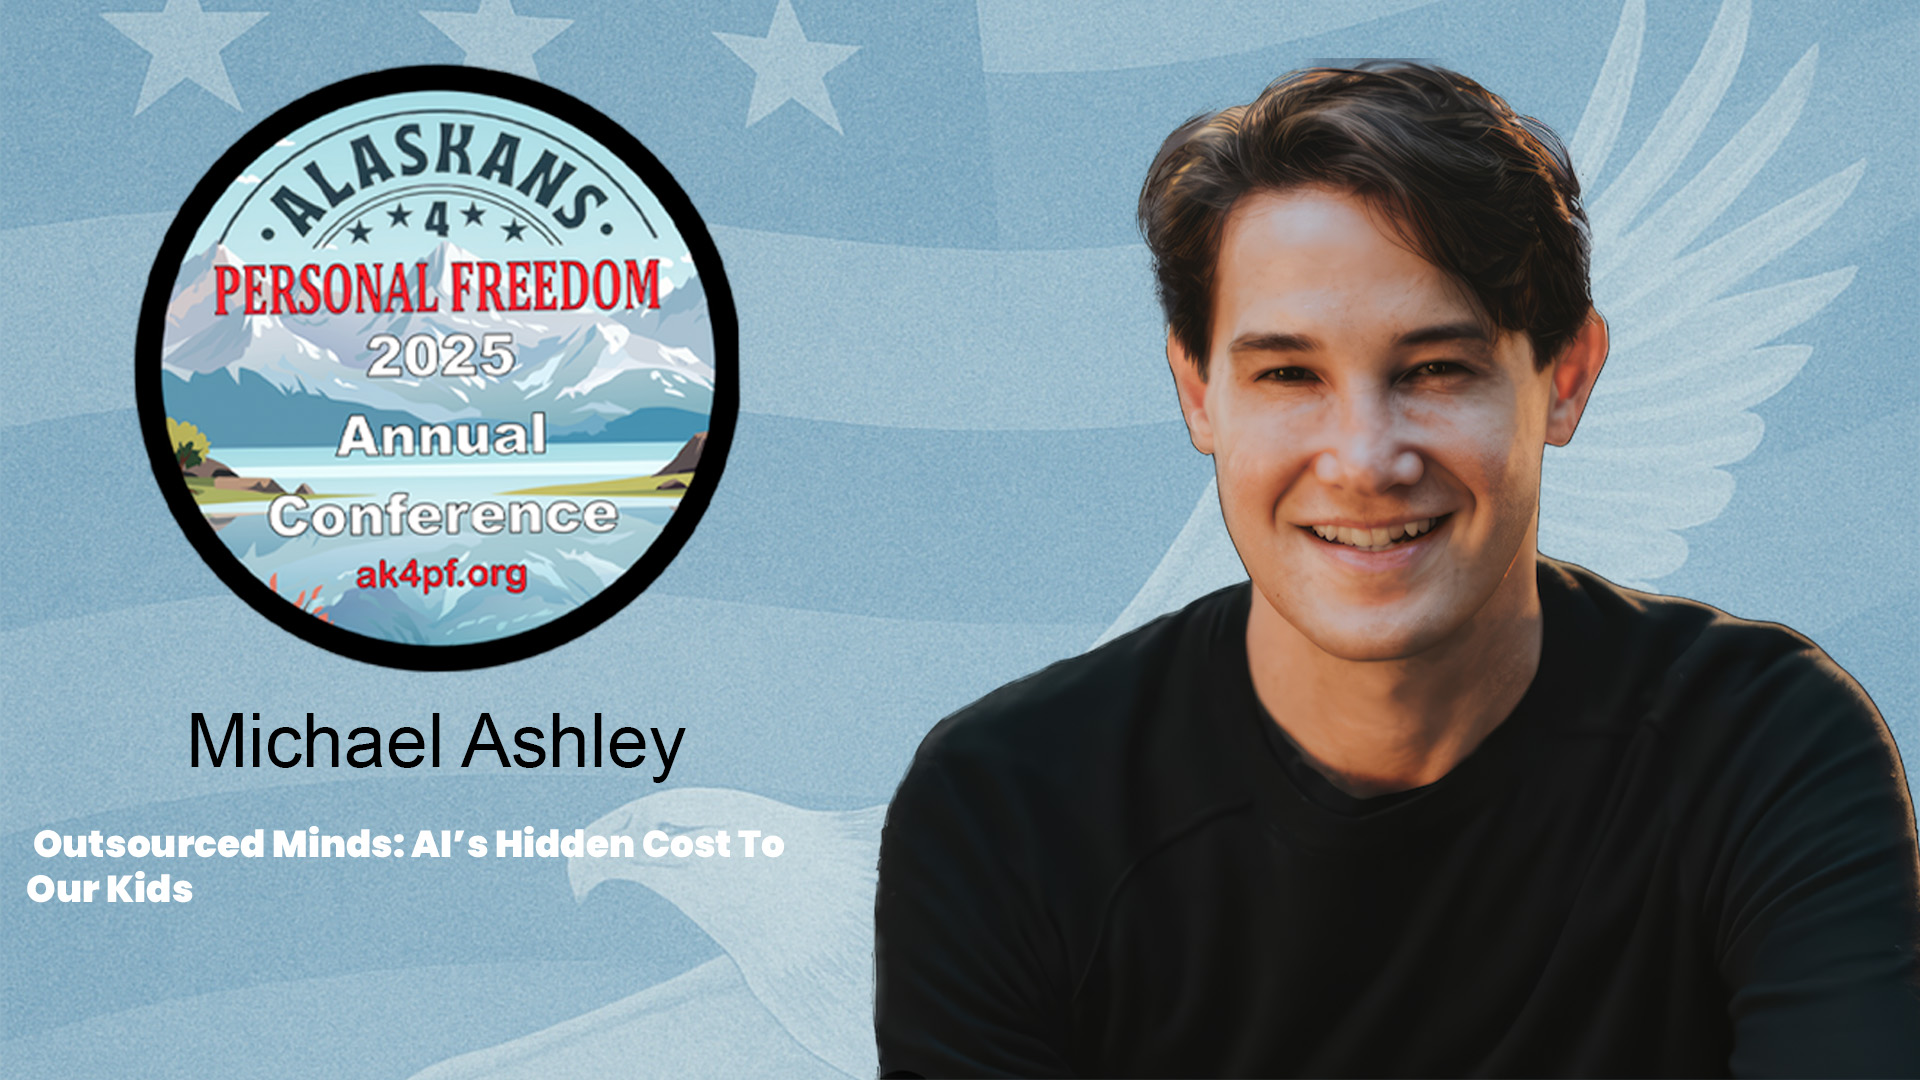 ALASKANS
4
PERSONAL FREEDOM
2025
Annual
Conference
ak4pf.org
Michael Ashley
Outsourced Minds: AI’s Hidden Cost To
Our Kids